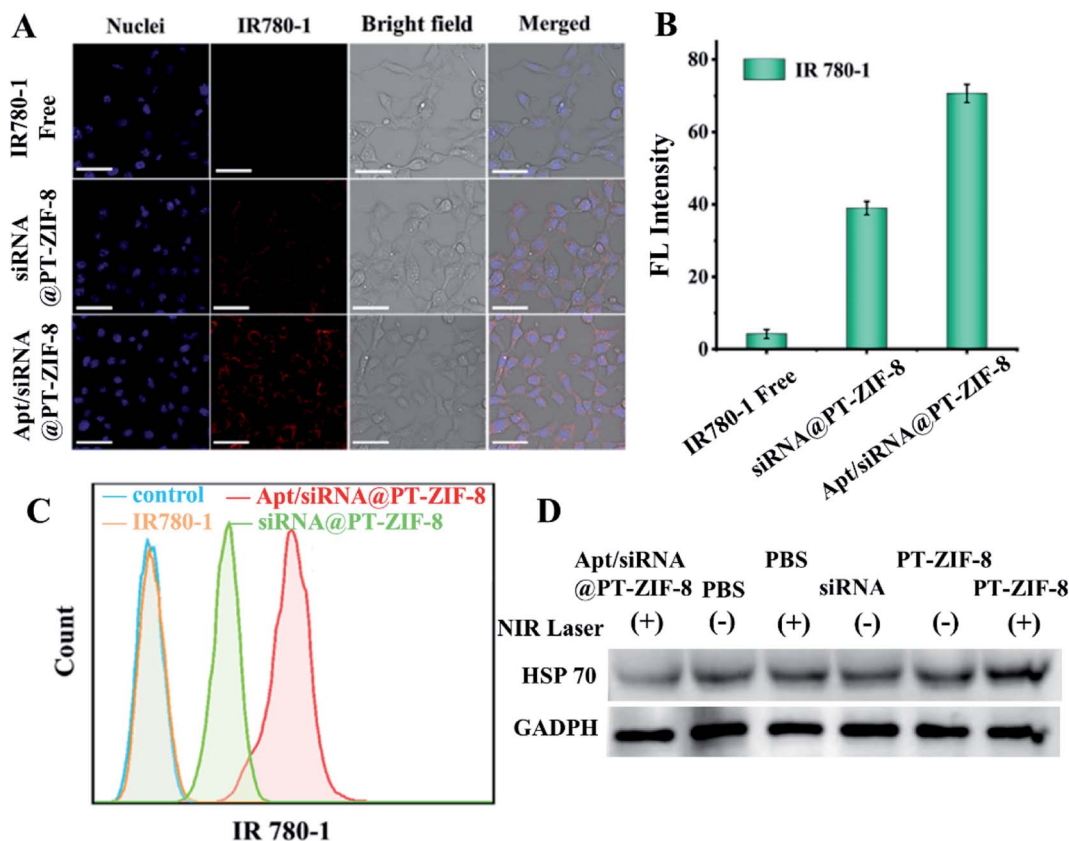 A
Nuclei
IR780-1
Bright field
Merged
IR780-1
Free
siRNA
@PT-ZIF-8
Apt/siRNA
@PT-ZIF-8
B
80
60
40
20
0
FL Intensity
IR 780-1
IR780-1 Free
siRNA@PT-ZIF-8
Apt/siRNA@PT-ZIF-8
C
control
Apt/siRNA@PT-ZIF-8
IR780-1
siRNA@PT-ZIF-8
Count
IR 780-1
D
Apt/siRNA
@PT-ZIF-8
PBS
PBS
siRNA
PT-ZIF-8
PT-ZIF-8
NIR Laser (+) (-) (+) (-) (-) (+)
HSP 70
GADPH